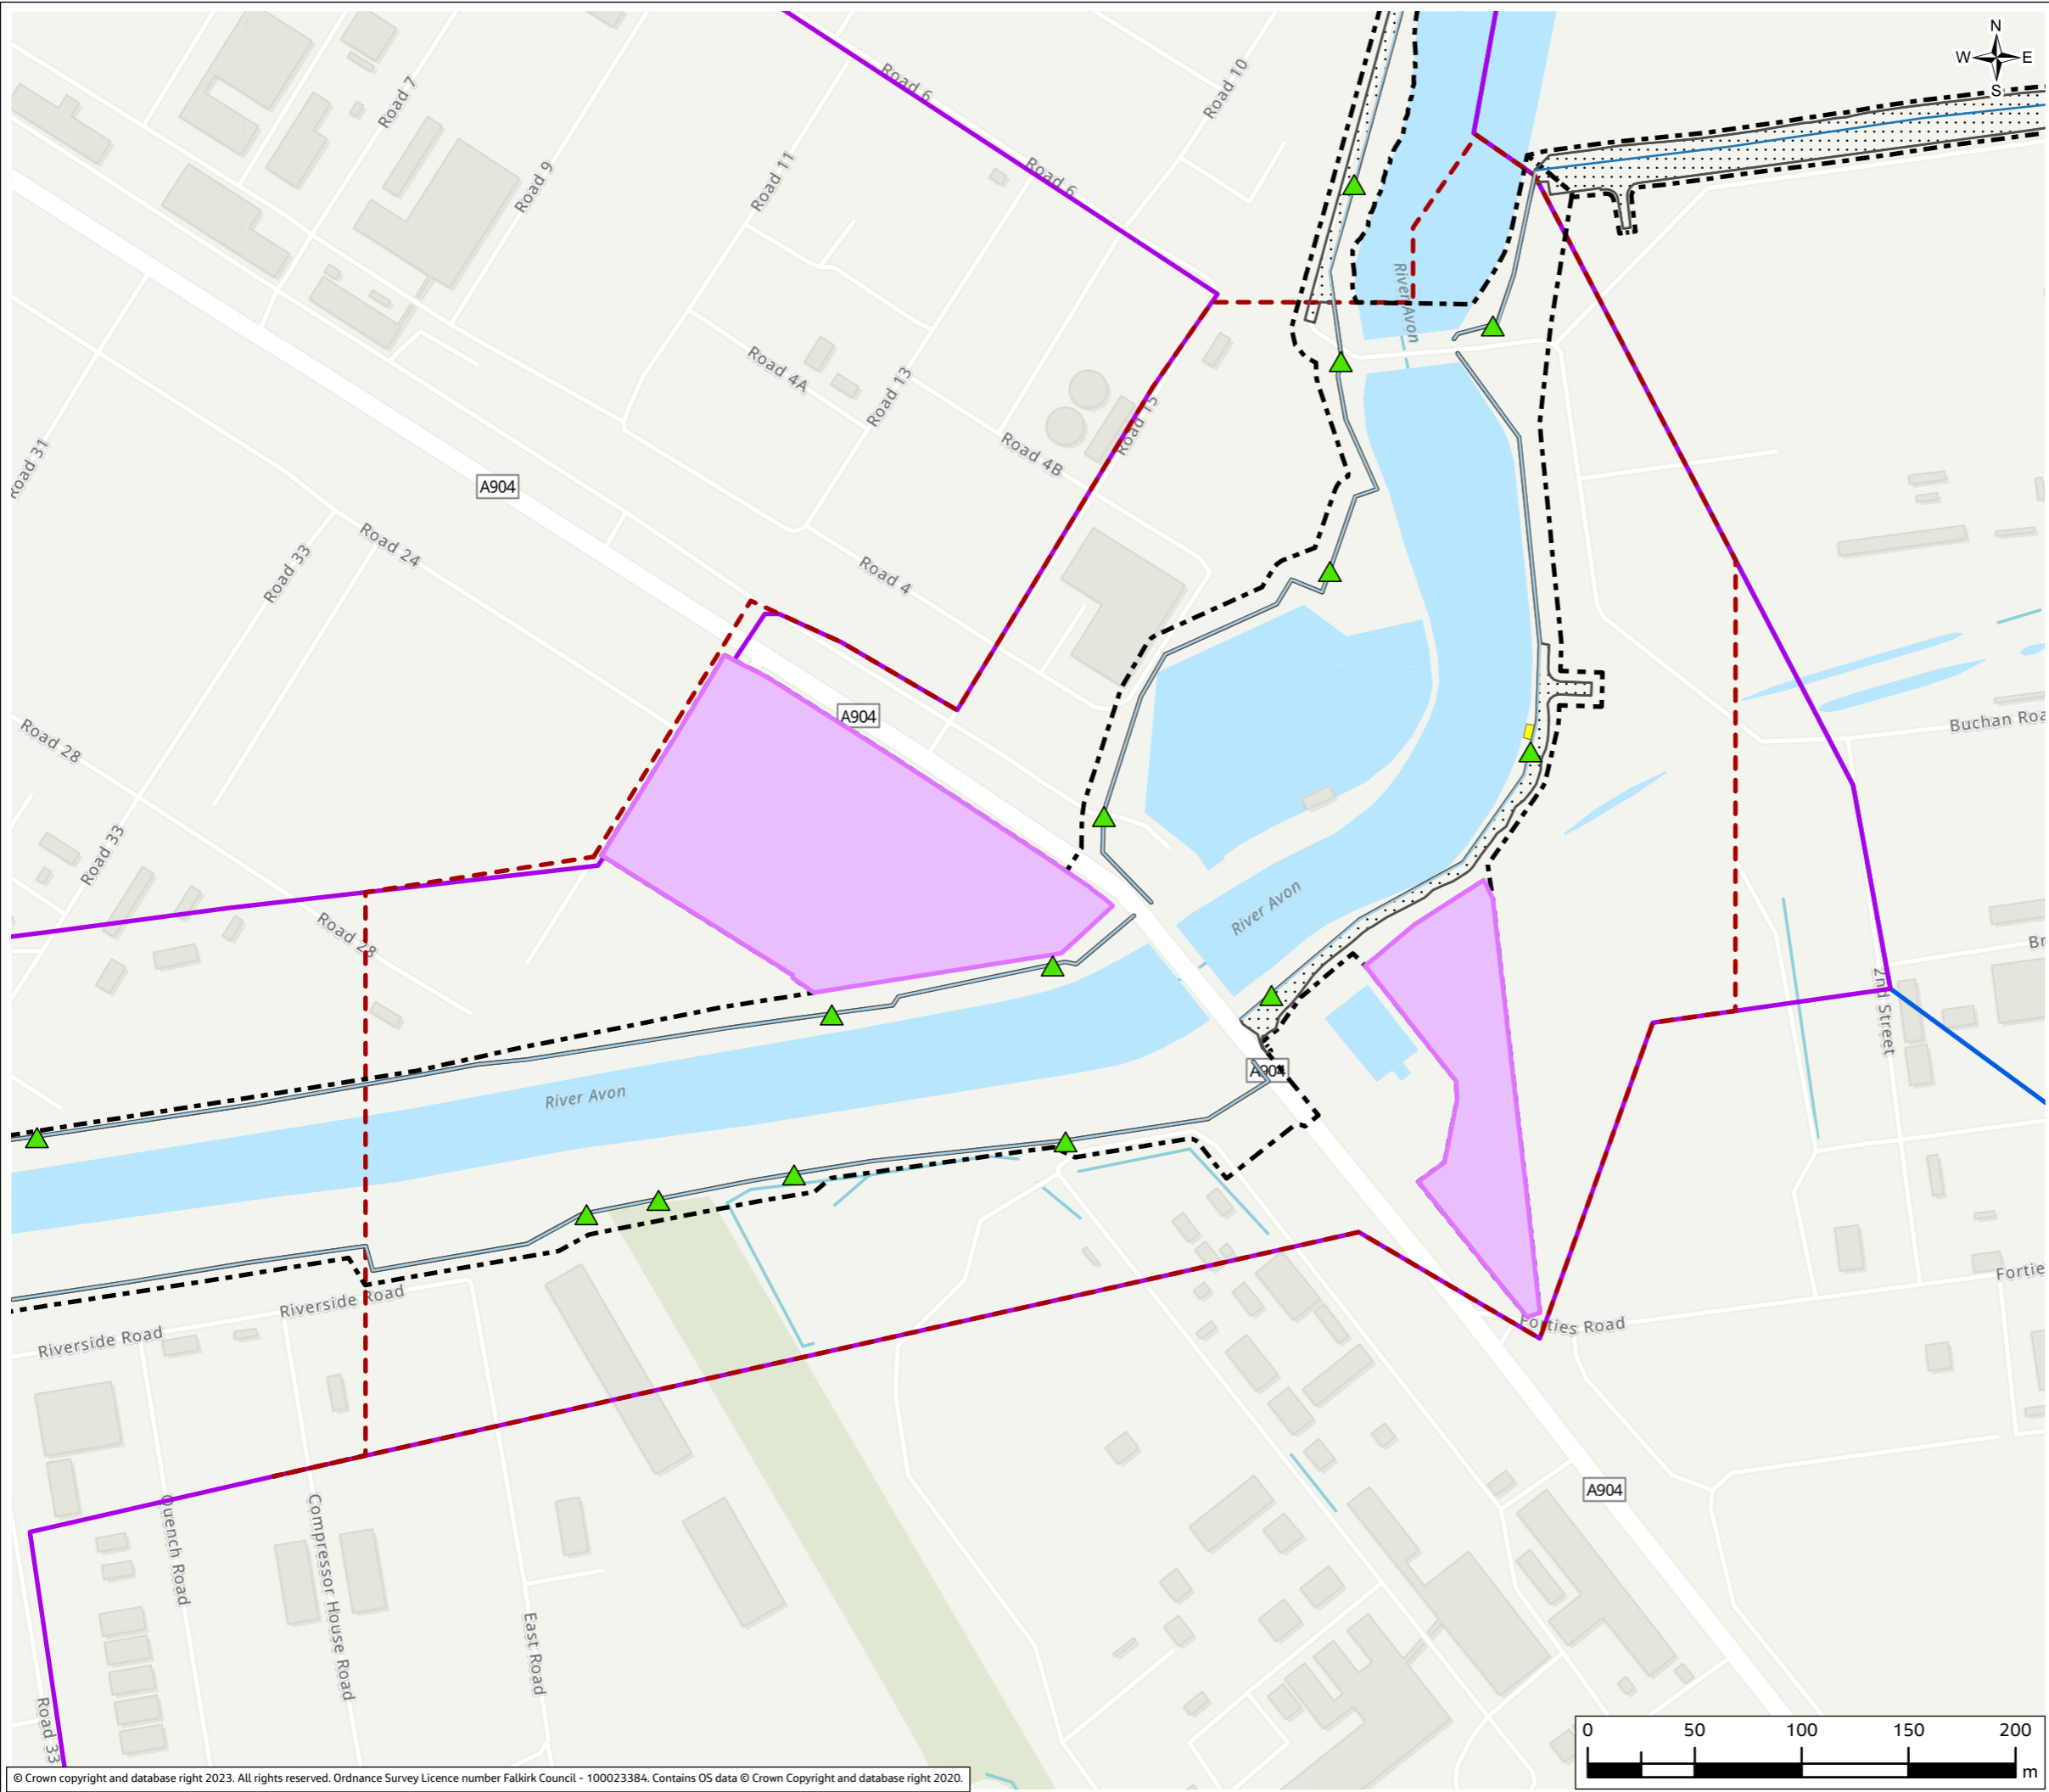 N
W E
S
Road 6
Road 10
Road 7
Road 6
Road 11
Road 9
River Avon
Road 4A
Road 13
Road 15
Road 4B
Road 31
A904
Road 24
Road 33
Road 4
A904
Buchan Roa
Road 28
Road 33
River Avon
Road 28
Br
2nd Street
A904
River Avon
Fortie
Riverside Road
Forties Road
Riverside Road
A904
Quench Road
Compressor House Road
East Road
Road 33
0 50 100 150 200
m
© Crown copyright and database right 2023. All rights reserved. Ordnance Survey Licence number Falkirk Council - 100023384. Contains OS data © Crown Copyright and database right 2020.